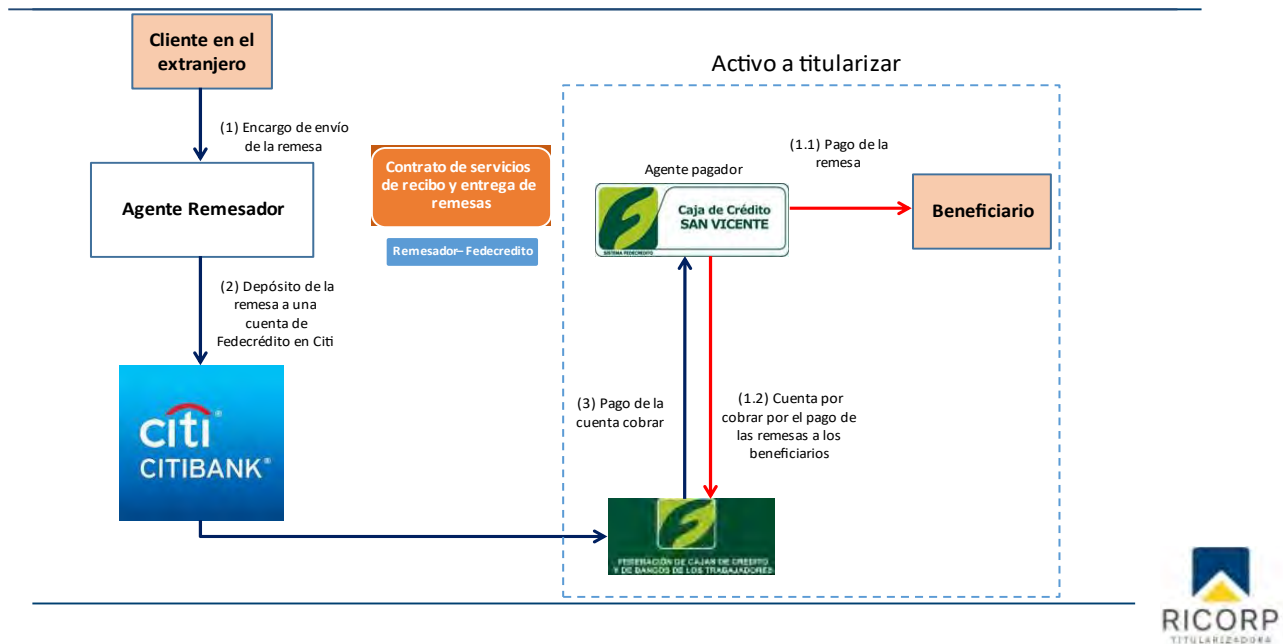 Cliente en el
extranjero
Activo a titularizar
(1) Encargo de envío
de la remesa
Contrato de servicios
de recibo y entrega de
remesas
Remesador– Fedecredito
Agente Remesador
Agente pagador
Caja de Crédito
SAN VICENTE
SISTEMA FEDECREDITO
(1.1) Pago de la
remesa
Beneficiario
(2) Depósito de la
remesa a una
cuenta de
Fedecrédito en Citi
citi®
CITIBANK®
(3) Pago de la
cuenta cobrar
(1.2) Cuenta por
cobrar por el pago de
las remesas a los
beneficiarios
FEDERACIÓN DE CAJAS DE CRÉDITO
Y DE BANCOS DE LOS TRABAJADORES
RICORP
TITULARIZADORA